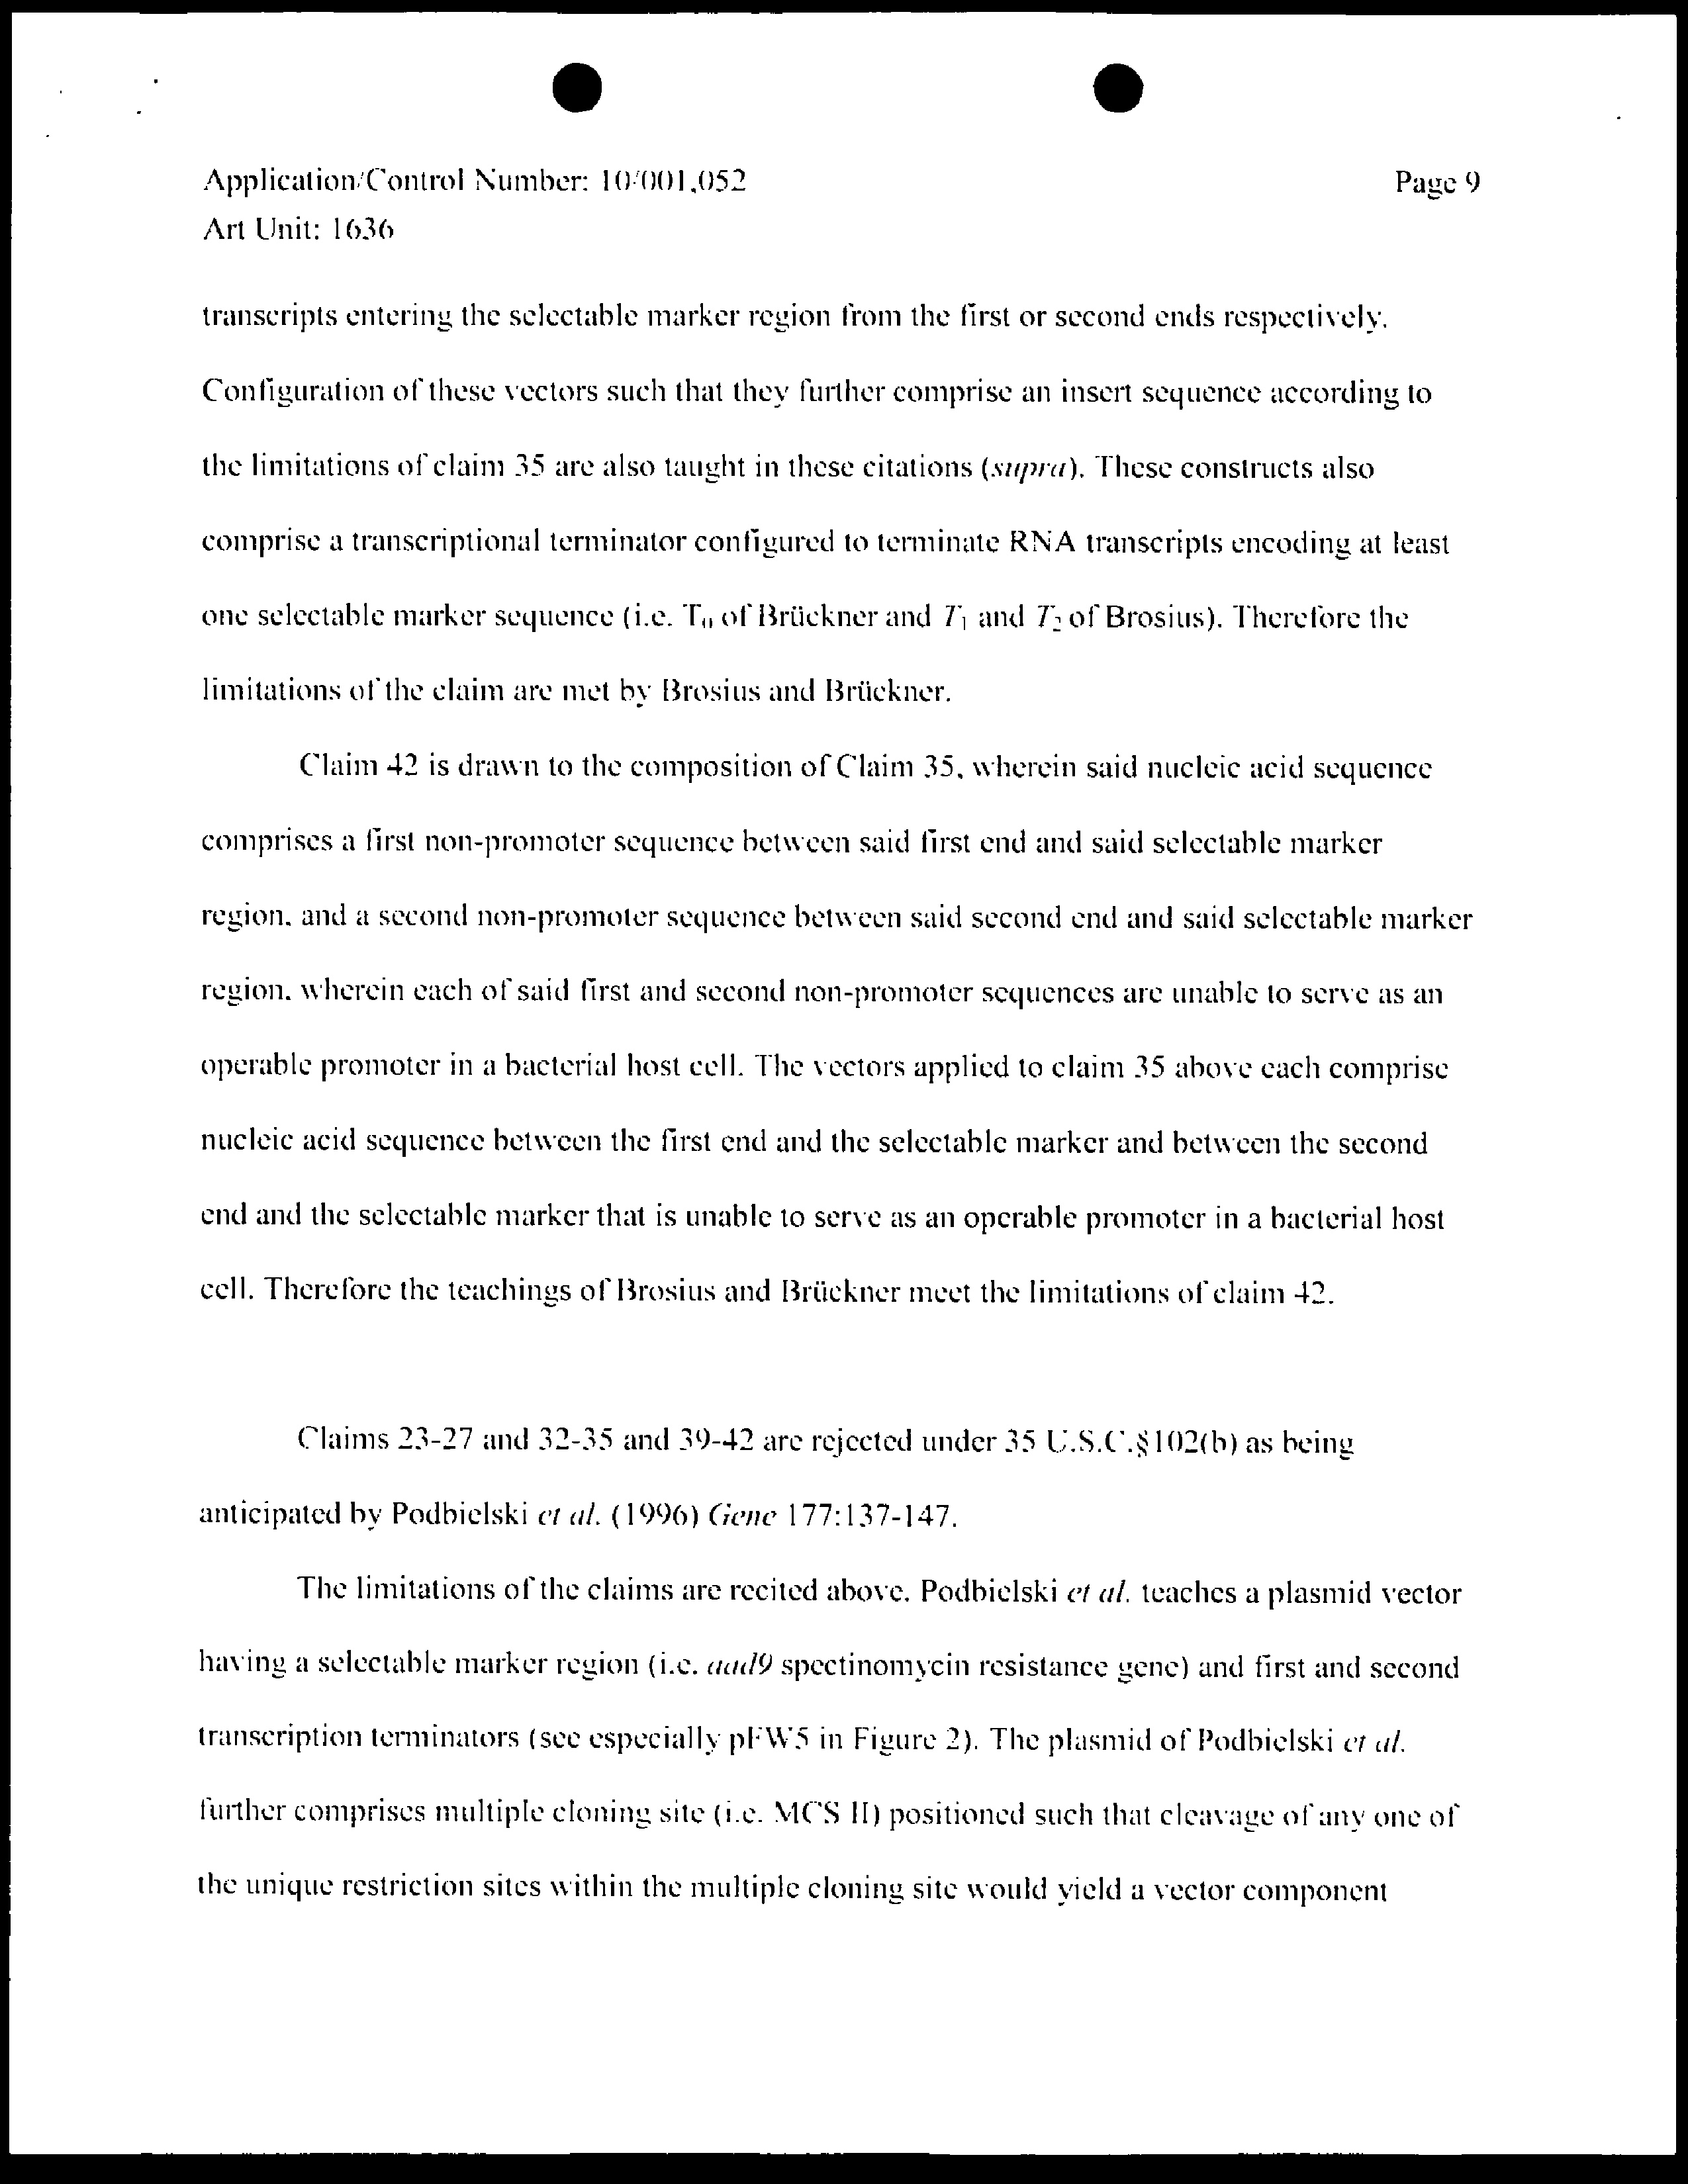 Application/Control Number: 10/001,052 Page 9
Art Unit: 1636
transcripts entering the selectable marker region from the first or second ends respectively.
Configuration of these vectors such that they further comprise an insert sequence according to
the limitations of claim 35 are also taught in these citations (supra). These constructs also
comprise a transcriptional terminator configured to terminate RNA transcripts encoding at least
one selectable marker sequence (i.e. T₀ of Brückner and T₁ and T₂ of Brosius). Therefore the
limitations of the claim are met by Brosius and Brückner.
Claim 42 is drawn to the composition of Claim 35, wherein said nucleic acid sequence
comprises a first non-promoter sequence between said first end and said selectable marker
region, and a second non-promoter sequence between said second end and said selectable marker
region, wherein each of said first and second non-promoter sequences are unable to serve as an
operable promoter in a bacterial host cell. The vectors applied to claim 35 above each comprise
nucleic acid sequence between the first end and the selectable marker and between the second
end and the selectable marker that is unable to serve as an operable promoter in a bacterial host
cell. Therefore the teachings of Brosius and Brückner meet the limitations of claim 42.
Claims 23-27 and 32-35 and 39-42 are rejected under 35 U.S.C.§102(b) as being
anticipated by Podbielski et al. (1996) Gene 177:137-147.
The limitations of the claims are recited above. Podbielski et al. teaches a plasmid vector
having a selectable marker region (i.e. aad9 spectinomycin resistance gene) and first and second
transcription terminators (see especially pFW5 in Figure 2). The plasmid of Podbielski et al.
further comprises multiple cloning site (i.e. MCS II) positioned such that cleavage of any one of
the unique restriction sites within the multiple cloning site would yield a vector component